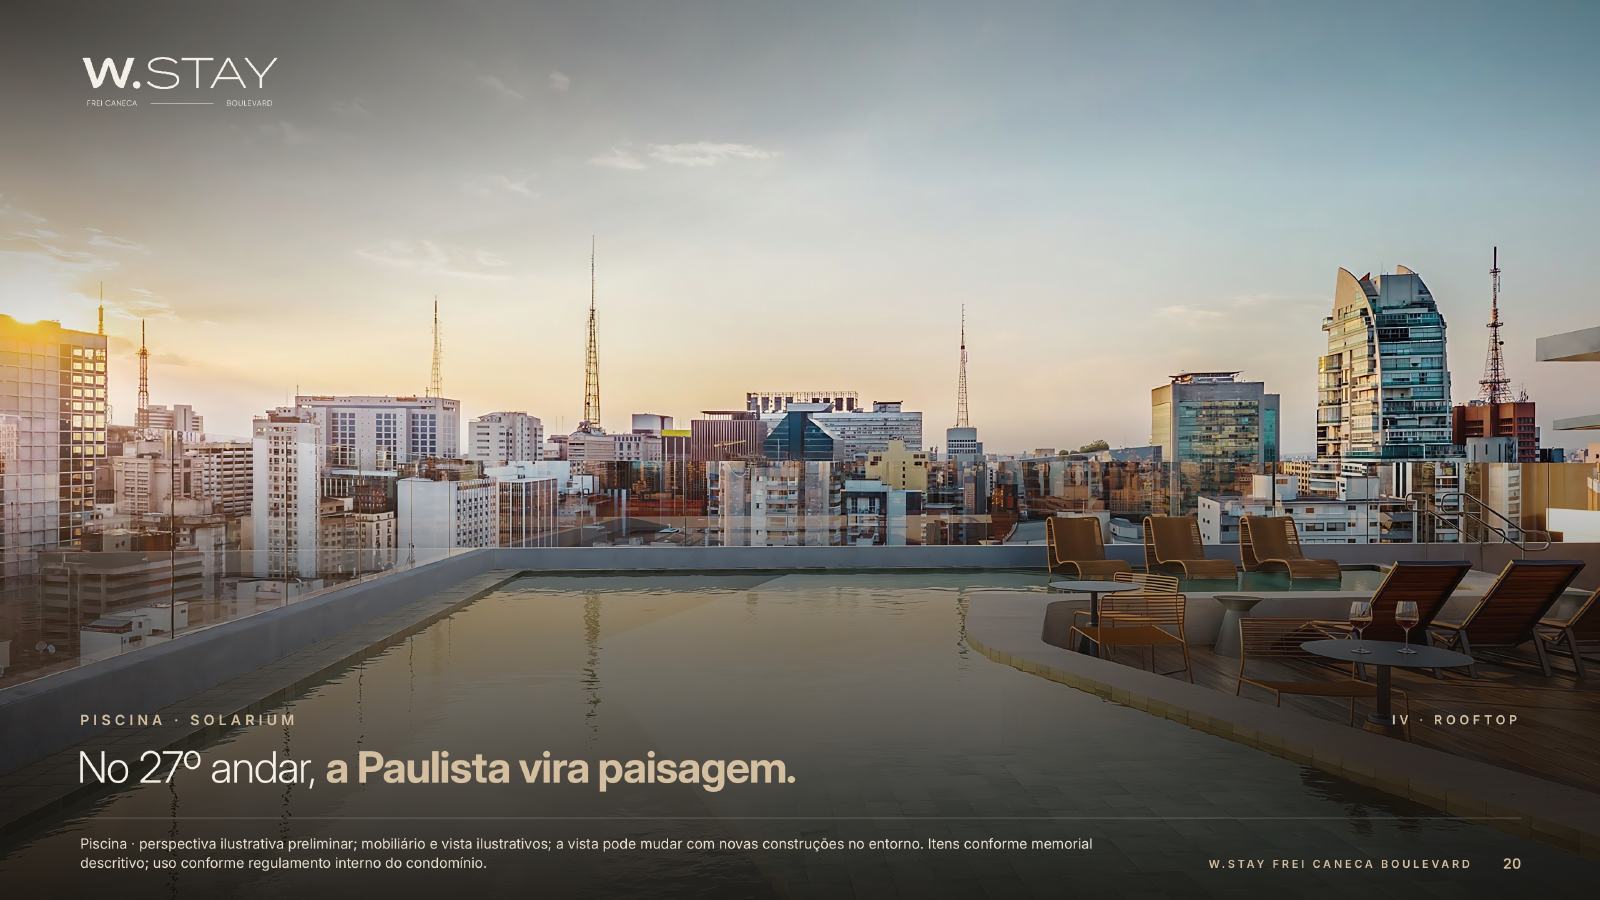 W.STAY
FREI CANECA BOULEVARD
PISCINA · SOLARIUM
IV · ROOFTOP
No 27º andar, a Paulista vira paisagem.
Piscina · perspectiva ilustrativa preliminar; mobiliário e vista ilustrativos; a vista pode mudar com novas construções no entorno. Itens conforme memorial
descritivo; uso conforme regulamento interno do condomínio.
W.STAY FREI CANECA BOULEVARD 20